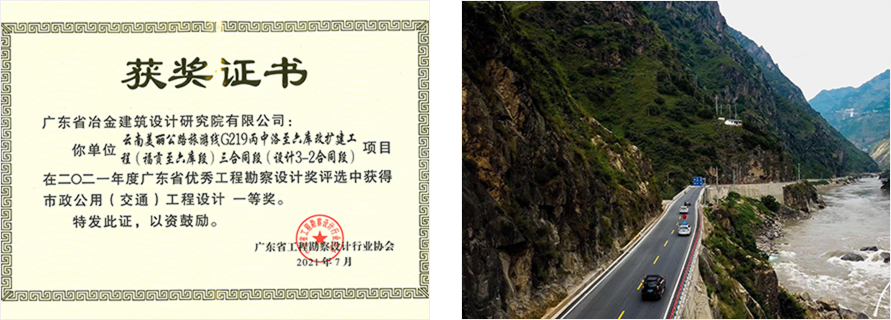 获奖证书
广东省冶金建筑设计研究院有限公司：
你单位云南美丽公路旅游线G219丙中洛至六库改扩建工
程（福贡至六库段）三合同段（设计3-2合同段）项目
在二〇二一年度广东省优秀工程勘察设计奖评选中获得
市政公用（交通）工程设计 一等奖。
特发此证，以资鼓励。
广东省工程勘察设计行业协会
2021年7月